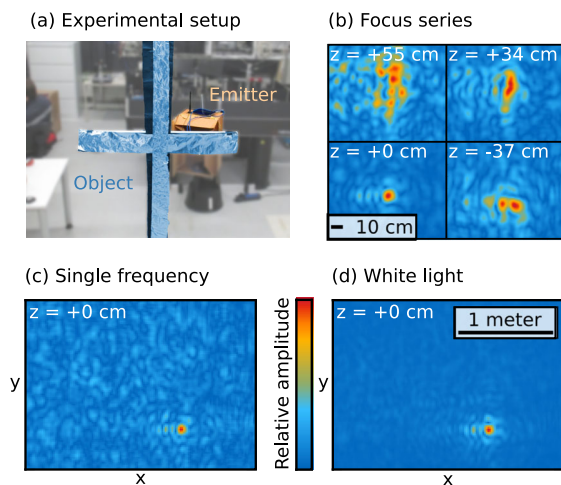 (a) Experimental setup
Emitter
Object
(b) Focus series
z = +55 cm
z = +34 cm
z = +0 cm
z = -37 cm
10 cm
(c) Single frequency
z = +0 cm
y
x
Relative amplitude
(d) White light
z = +0 cm
1 meter
y
x